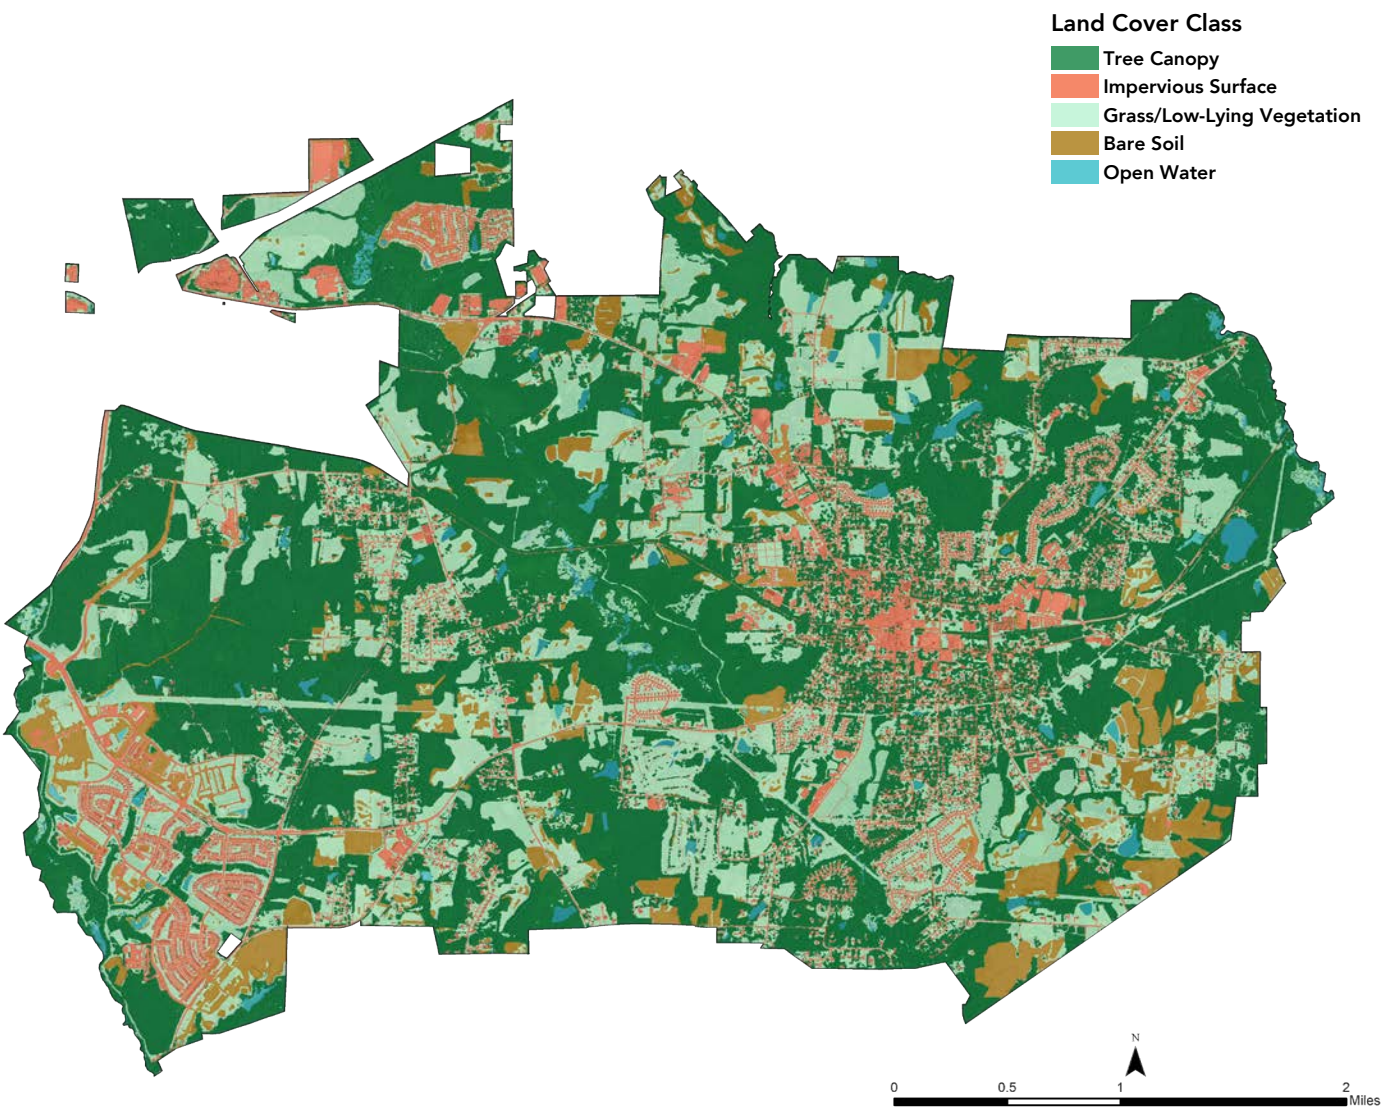 Land Cover Class
Tree Canopy
Impervious Surface
Grass/Low-Lying Vegetation
Bare Soil
Open Water
N
0 0.5 1 2
Miles